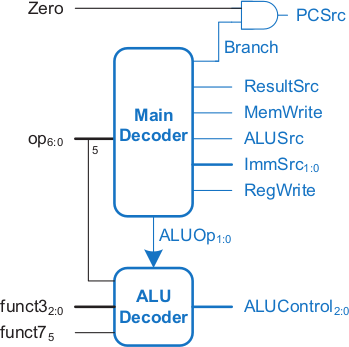 Zero
PCSrc
Branch
Main
Decoder
ResultSrc
MemWrite
ALUSrc
ImmSrc1:0
RegWrite
op6:0
5
ALUOp1:0
ALU
Decoder
funct32:0
funct75
ALUControl2:0